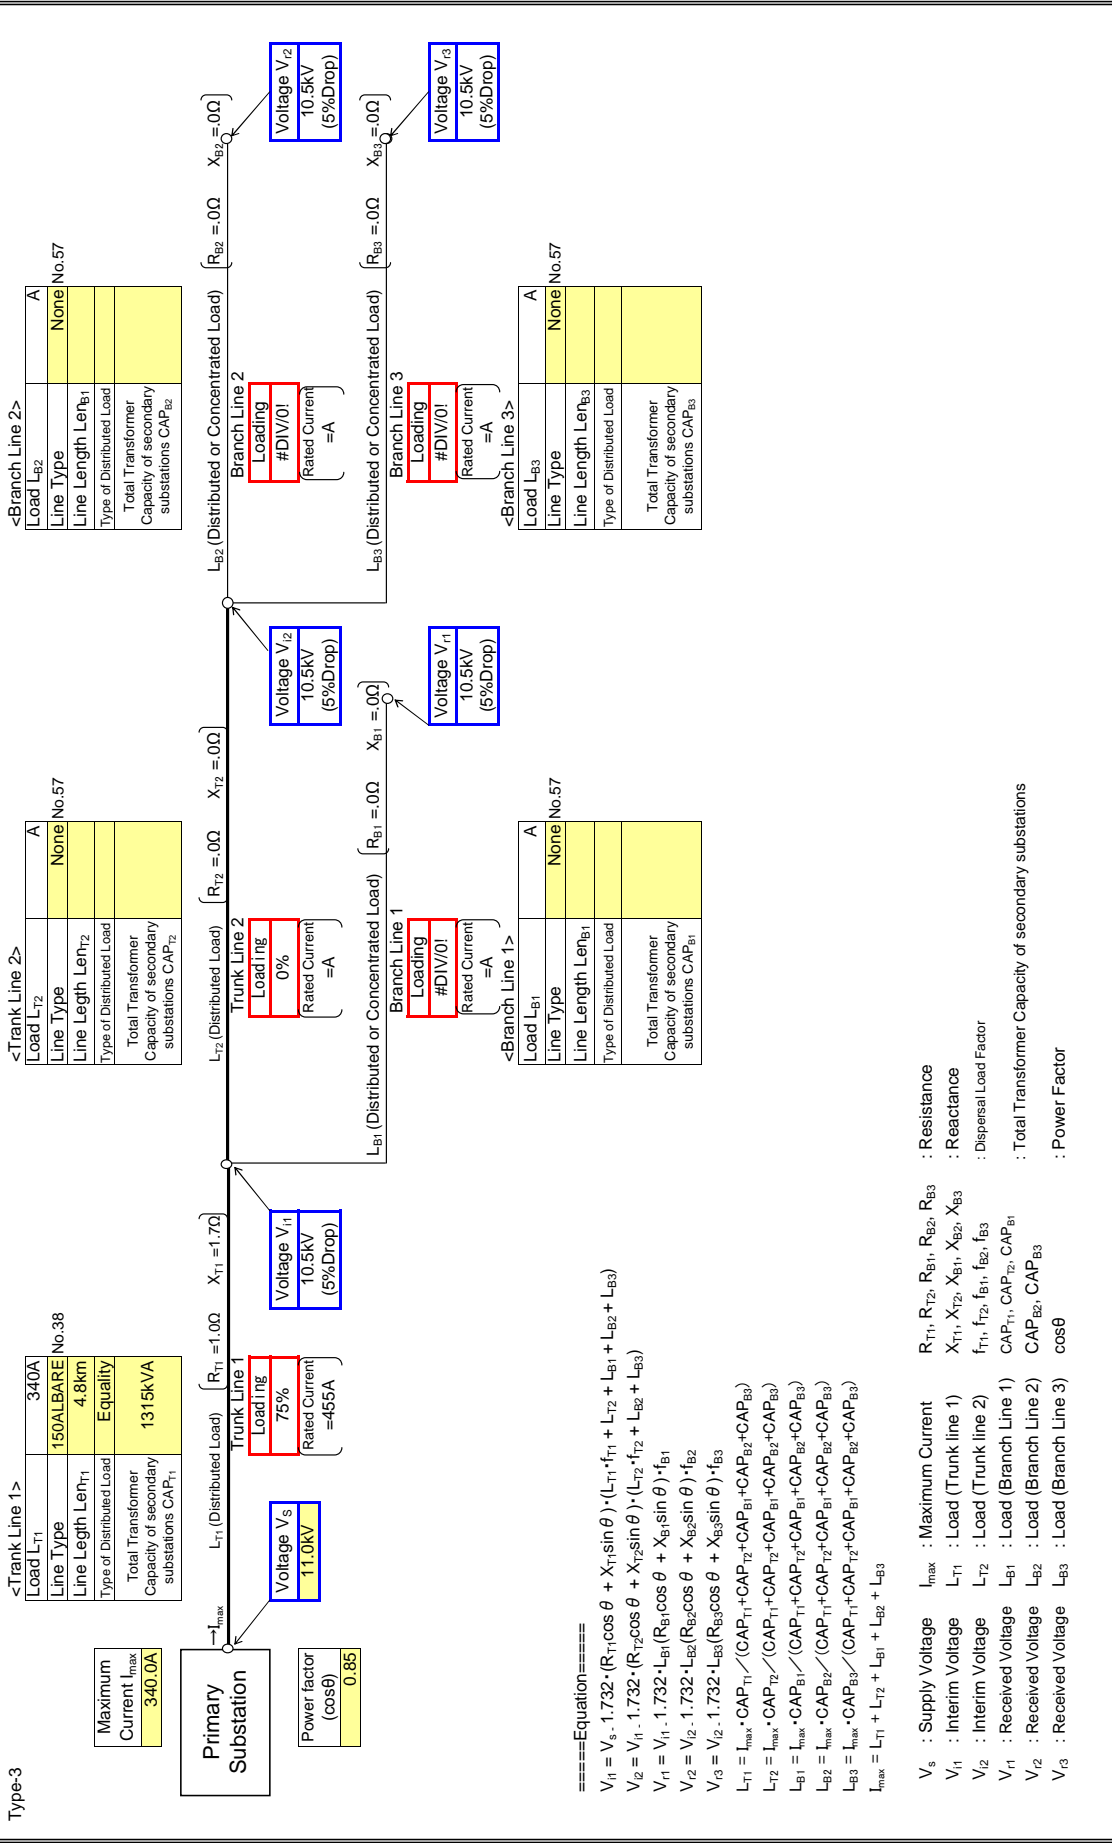 Type-3
Maximum
Current Imax
340.0A
Primary
Substation
Power factor
(cosθ)
0.85
→Imax
Voltage VS
11.0kV
<Trank Line 1>
Load LT1 340A
Line Type 150ALBARE No.38
Line Legth LenT1 4.8km
Type of Distributed Load Equality
Total Transformer
Capacity of secondary
substations CAPT1
1315kVA
LT1 (Distributed Load) RT1 =1.0Ω XT1 =1.7Ω
Trunk Line 1
Loading
75%
Rated Current
=455A
Voltage Vi1
10.5kV
(5%Drop)
<Trank Line 2>
Load LT2 A
Line Type None No.57
Line Length LenT2
Type of Distributed Load
Total Transformer
Capacity of secondary
substations CAPT2
LT2 (Distributed Load) RT2 =.0Ω XT2 =.0Ω
Trunk Line 2
Loading
0%
Rated Current
=A
Voltage Vi2
10.5kV
(5%Drop)
LB1 (Distributed or Concentrated Load) RB1 =.0Ω XB1 =.0Ω
Branch Line 1
Loading
#DIV/0!
Rated Current
=A
Voltage Vr1
10.5kV
(5%Drop)
<Branch Line 1>
Load LB1 A
Line Type None No.57
Line Length LenB1
Type of Distributed Load
Total Transformer
Capacity of secondary
substations CAPB1
<Branch Line 2>
Load LB2 A
Line Type None No.57
Line Length LenB1
Type of Distributed Load
Total Transformer
Capacity of secondary
substations CAPB2
LB2 (Distributed or Concentrated Load) RB2 =.0Ω XB2 =.0Ω
Branch Line 2
Loading
#DIV/0!
Rated Current
=A
Voltage Vr2
10.5kV
(5%Drop)
LB3 (Distributed or Concentrated Load) RB3 =.0Ω XB3 =.0Ω
Branch Line 3
Loading
#DIV/0!
Rated Current
=A
Voltage Vr3
10.5kV
(5%Drop)
<Branch Line 3>
Load LB3 A
Line Type None No.57
Line Length LenB3
Type of Distributed Load
Total Transformer
Capacity of secondary
substations CAPB3
=====Equation=====
Vi1 = Vs - 1.732・(RT1cos θ + XT1sin θ)・(LT1・fT1 + LT2 + LB1 + LB2 + LB3)
Vi2 = Vi1 - 1.732・(RT2cos θ + XT2sin θ)・(LT2・fT2 + LB2 + LB3)
Vr1 = Vi1 - 1.732・LB1(RB1cos θ + XB1sin θ)・fB1
Vr2 = Vi2 - 1.732・LB2(RB2cos θ + XB2sin θ)・fB2
Vr3 = Vi2 - 1.732・LB3(RB3cos θ + XB3sin θ)・fB3
LT1 = Imax・CAPT1／(CAPT1+CAPT2+CAPB1+CAPB2+CAPB3)
LT2 = Imax・CAPT2／(CAPT1+CAPT2+CAPB1+CAPB2+CAPB3)
LB1 = Imax・CAPB1／(CAPT1+CAPT2+CAPB1+CAPB2+CAPB3)
LB2 = Imax・CAPB2／(CAPT1+CAPT2+CAPB1+CAPB2+CAPB3)
LB3 = Imax・CAPB3／(CAPT1+CAPT2+CAPB1+CAPB2+CAPB3)
Imax = LT1 + LT2 + LB1 + LB2 + LB3
Vs : Supply Voltage Imax : Maximum Current RT1, RT2, RB1, RB2, RB3 : Resistance
Vi1 : Interim Voltage LT1 : Load (Trunk line 1) XT1, XT2, XB1, XB2, XB3 : Reactance
Vi2 : Interim Voltage LT2 : Load (Trunk line 2) fT1, fT2, fB1, fB2, fB3 : Dispersal Load Factor
Vr1 : Received Voltage LB1 : Load (Branch Line 1) CAPT1, CAPT2, CAPB1 : Total Transformer Capacity of secondary substations
Vr2 : Received Voltage LB2 : Load (Branch Line 2) CAPB2, CAPB3
Vr3 : Received Voltage LB3 : Load (Branch Line 3) cosθ : Power Factor